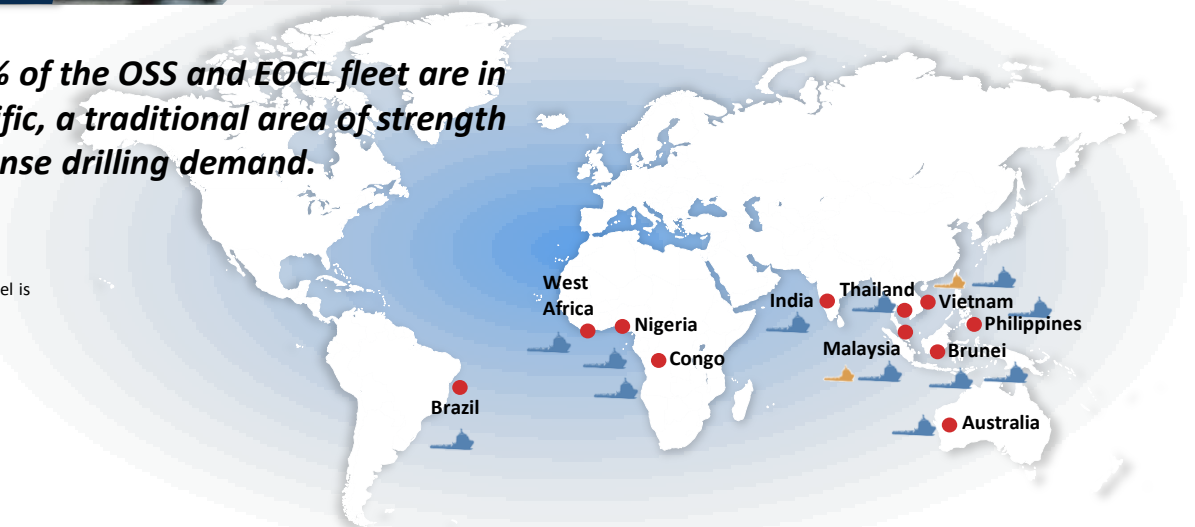 % of the OSS and EOCL fleet are in
ific, a traditional area of strength
nse drilling demand.
el is
West
Africa
Nigeria
Congo
Brazil
India
Thailand
Vietnam
Philippines
Malaysia
Brunei
Australia